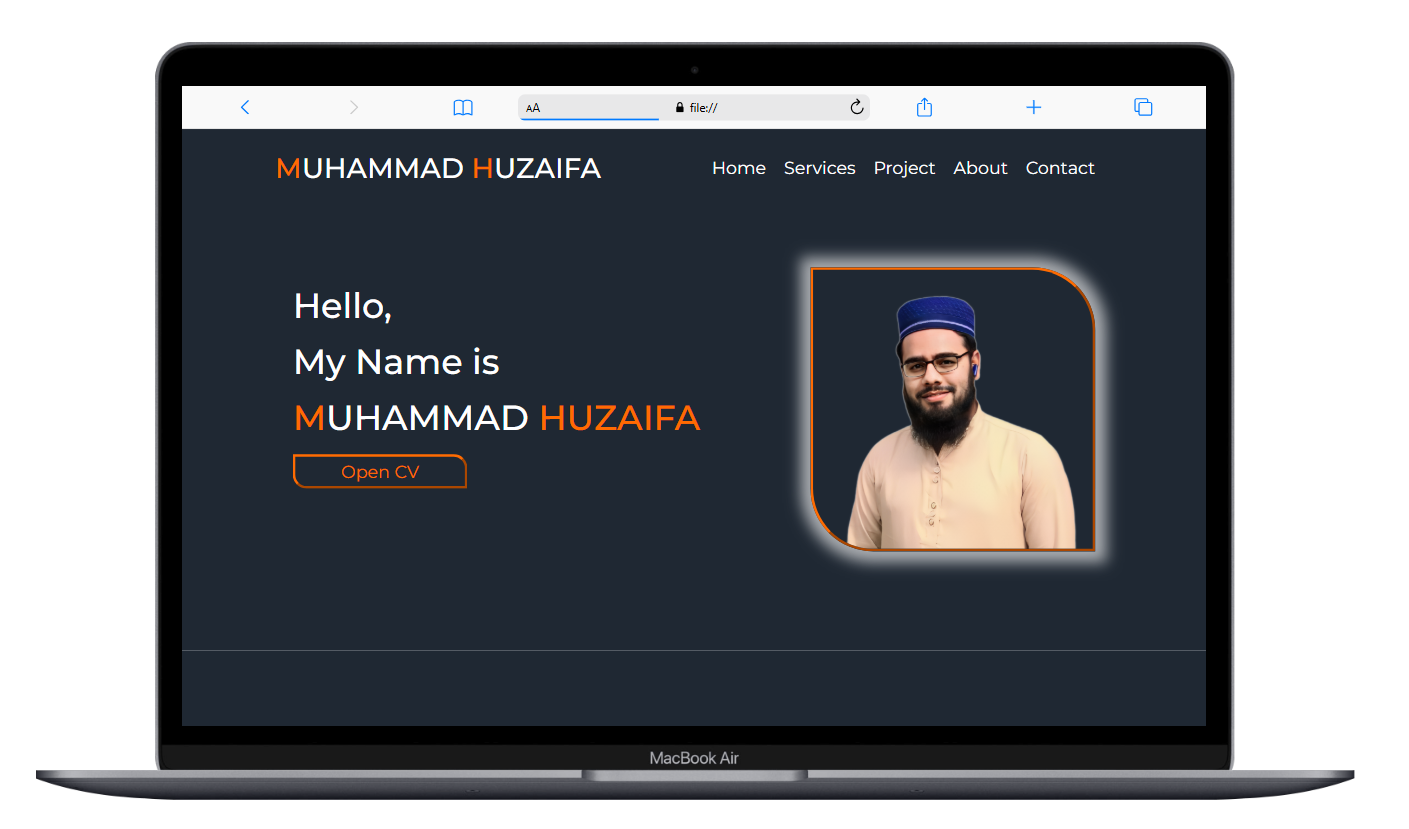 AA file://
MUHAMMAD HUZAIFA Home Services Project About Contact
Hello,
My Name is
MUHAMMAD HUZAIFA
Open CV
MacBook Air